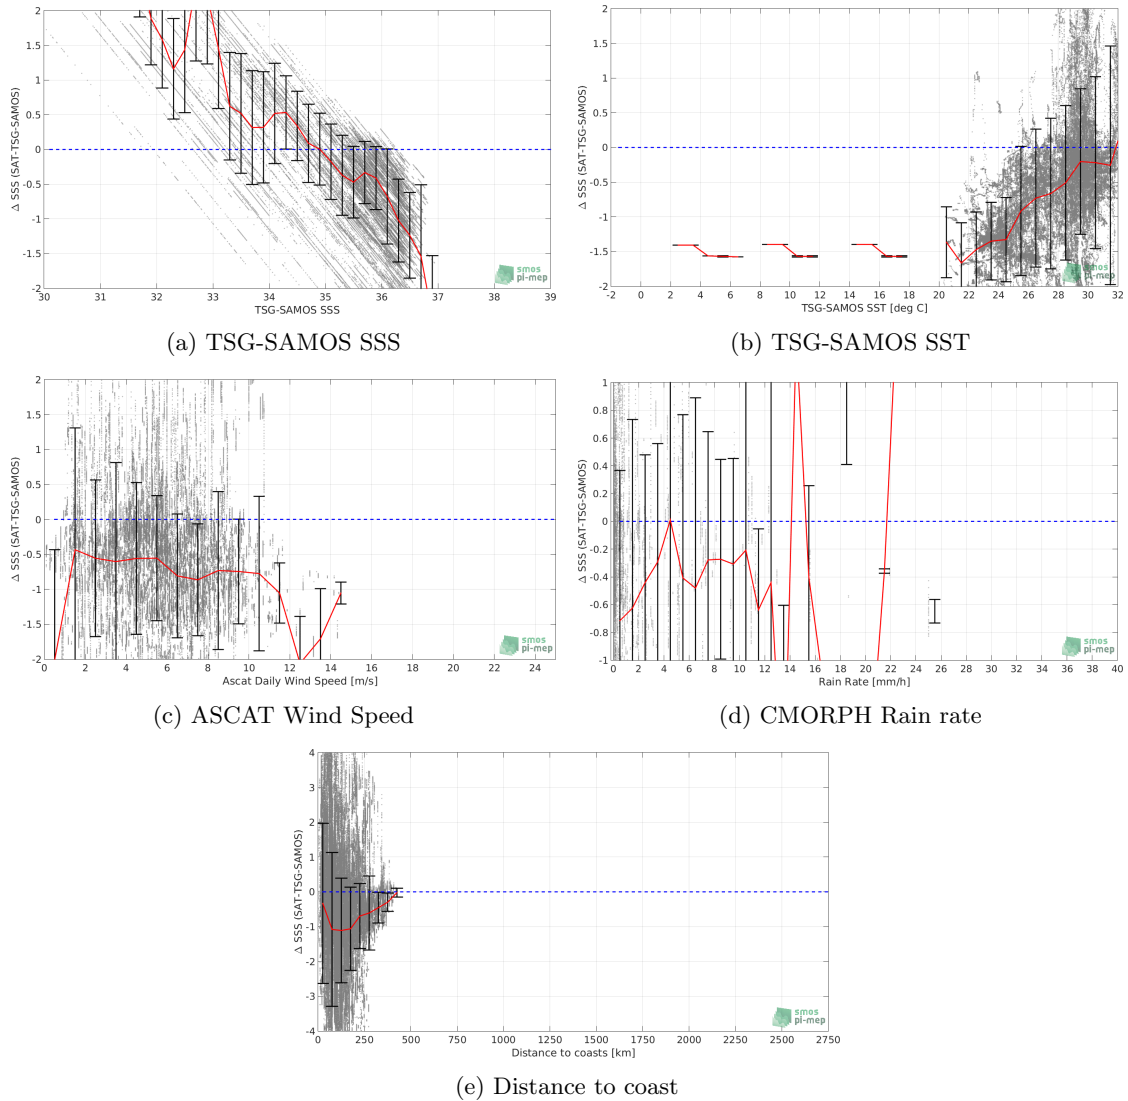 2
1.5
1
0.5
0
-0.5
-1
-1.5
-2
Δ SSS (SAT-TSG-SAMOS)
30 31 32 33 34 35 36 37 38 39
TSG-SAMOS SSS
smos
pi-mep
(a) TSG-SAMOS SSS
2
1.5
1
0.5
0
-0.5
-1
-1.5
-2
Δ SSS (SAT-TSG-SAMOS)
-2 0 2 4 6 8 10 12 14 16 18 20 22 24 26 28 30 32
TSG-SAMOS SST [deg C]
smos
pi-mep
(b) TSG-SAMOS SST
2
1.5
1
0.5
0
-0.5
-1
-1.5
-2
Δ SSS (SAT-TSG-SAMOS)
0 2 4 6 8 10 12 14 16 18 20 22 24
Ascat Daily Wind Speed [m/s]
smos
pi-mep
(c) ASCAT Wind Speed
1
0.8
0.6
0.4
0.2
0
-0.2
-0.4
-0.6
-0.8
-1
Δ SSS (SAT-TSG-SAMOS)
0 2 4 6 8 10 12 14 16 18 20 22 24 26 28 30 32 34 36 38 40
Rain Rate [mm/h]
smos
pi-mep
(d) CMORPH Rain rate
4
3
2
1
0
-1
-2
-3
-4
Δ SSS (SAT-TSG-SAMOS)
0 250 500 750 1000 1250 1500 1750 2000 2250 2500 2750
Distance to coasts [km]
smos
pi-mep
(e) Distance to coast